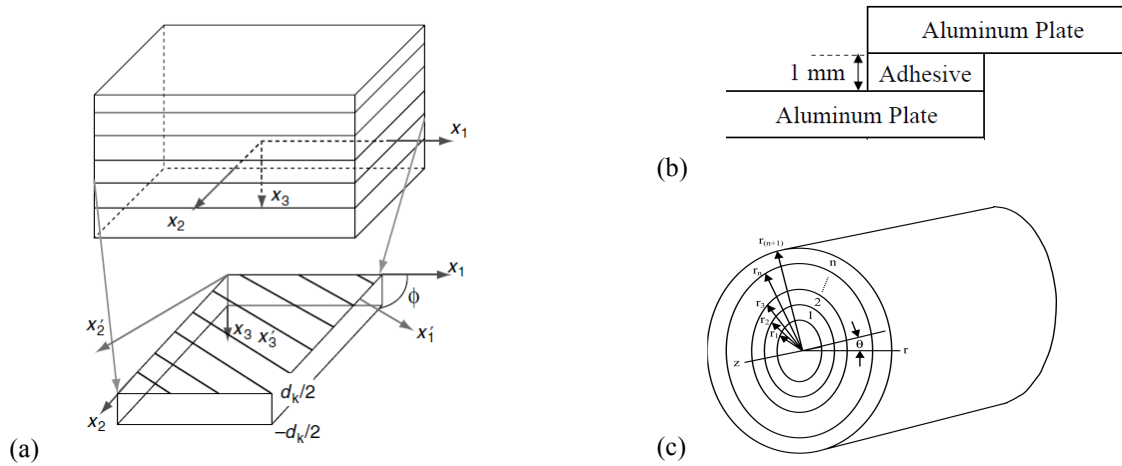 x₁
x₃
x₂
x₁
ϕ
x₂′
x₃ x₃′
x₁′
dₖ/2
x₂
–dₖ/2
(a)
Aluminum Plate
1 mm
Adhesive
Aluminum Plate
(b)
r(n+1)
n
rₙ
r₃
2
r₂
1
r₁
θ
z
r
(c)